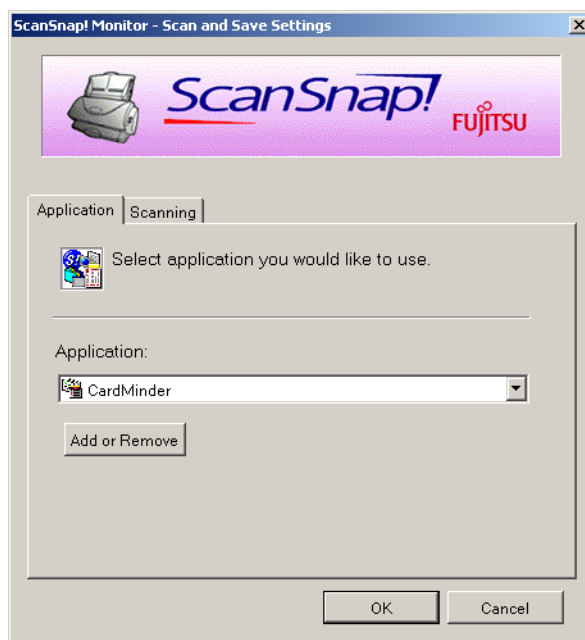 ScanSnap! Monitor - Scan and Save Settings
ScanSnap!
FUJITSU
Application
Scanning
Select application you would like to use.
Application:
CardMinder
Add or Remove
OK
Cancel